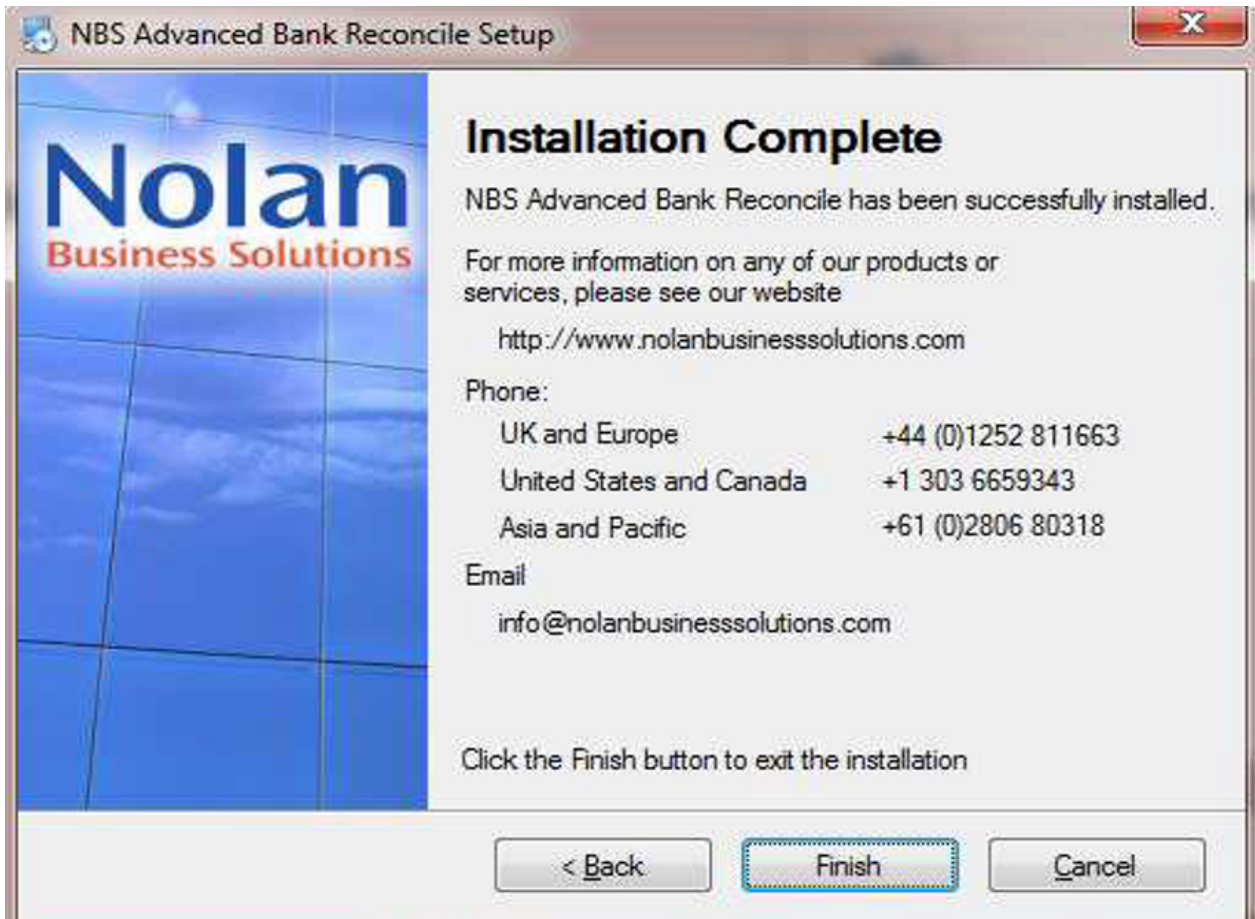 NBS Advanced Bank Reconcile Setup
Nolan
Business Solutions
Installation Complete
NBS Advanced Bank Reconcile has been successfully installed.
For more information on any of our products or
services, please see our website
http://www.nolanbusinesssolutions.com
Phone:
UK and Europe +44 (0)1252 811663
United States and Canada +1 303 6659343
Asia and Pacific +61 (0)2806 80318
Email
info@nolanbusinesssolutions.com
Click the Finish button to exit the installation
< Back Finish Cancel